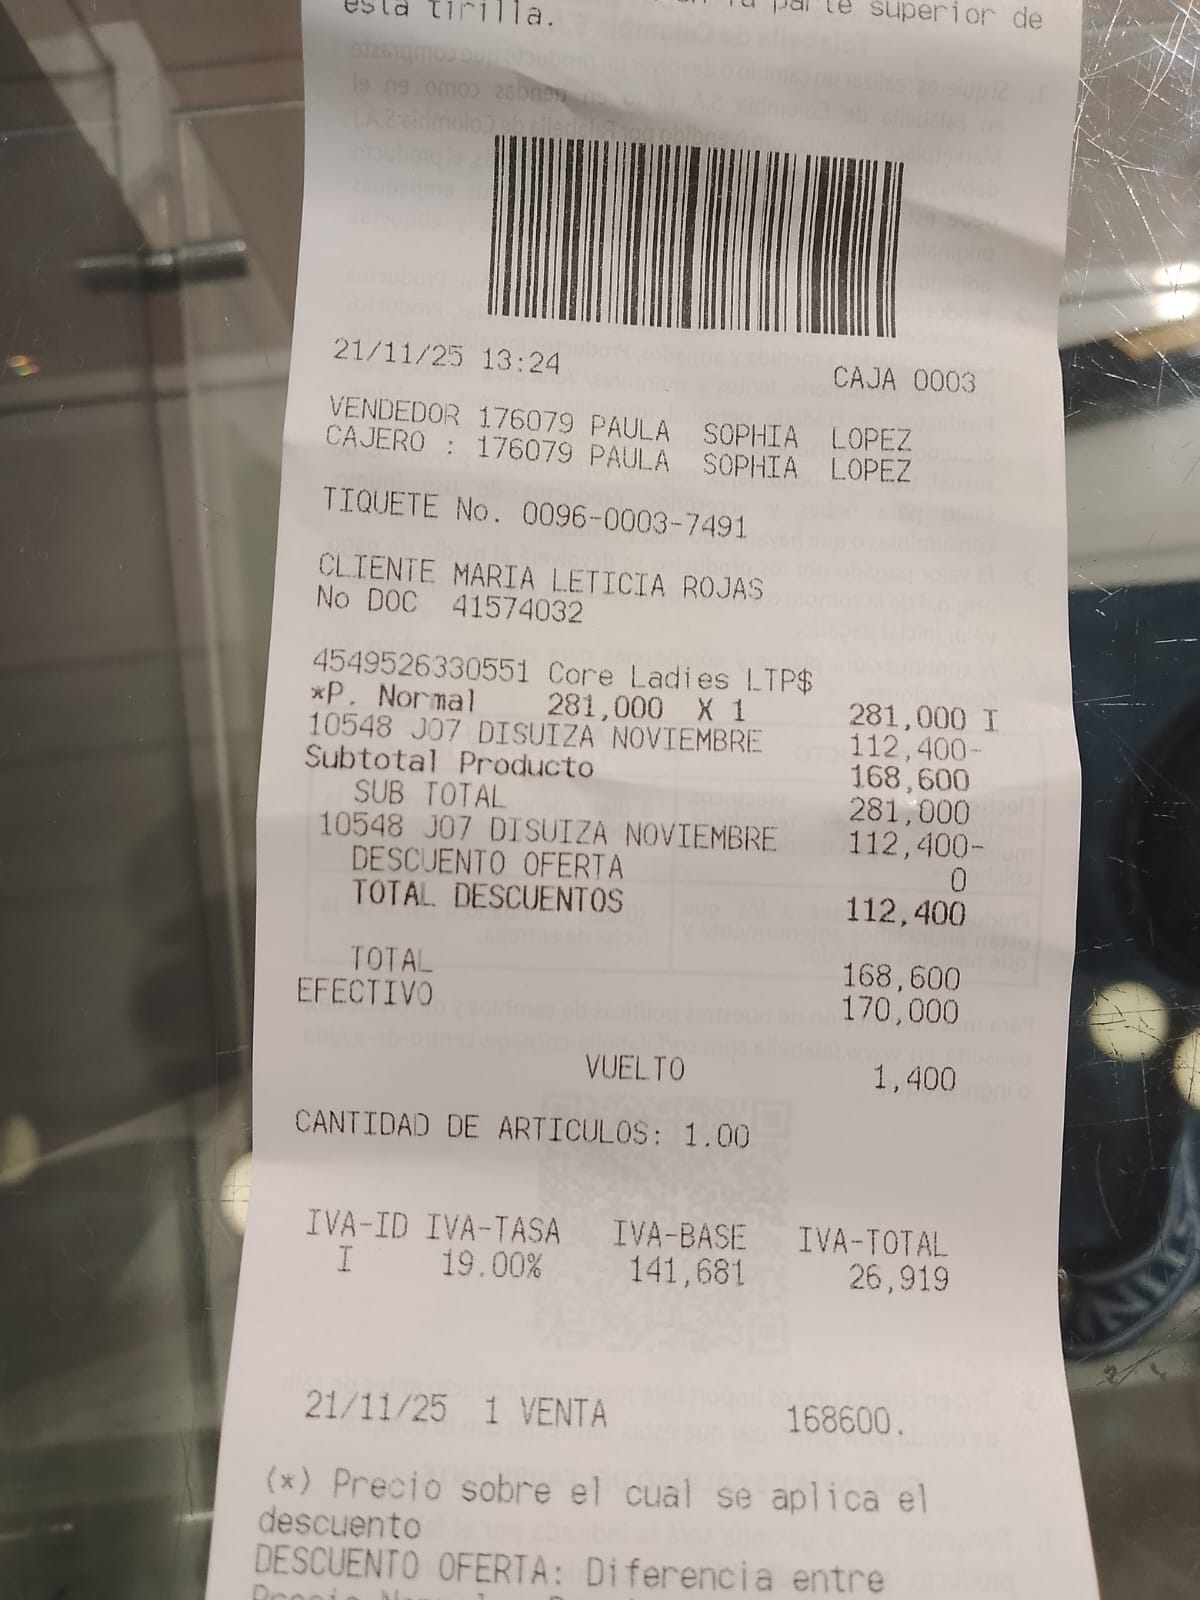 esta tirilla. parte superior de
21/11/25 13:24 CAJA 0003
VENDEDOR 176079 PAULA SOPHIA LOPEZ
CAJERO : 176079 PAULA SOPHIA LOPEZ
TIQUETE No. 0096-0003-7491
CLIENTE MARIA LETICIA ROJAS
No DOC 41574032
4549526330551 Core Ladies LTP$
*P. Normal 281,000 X 1 281,000 I
10548 J07 DISUIZA NOVIEMBRE 112,400-
Subtotal Producto 168,600
SUB TOTAL 281,000
10548 J07 DISUIZA NOVIEMBRE 112,400-
DESCUENTO OFERTA 0
TOTAL DESCUENTOS 112,400
TOTAL 168,600
EFECTIVO 170,000
VUELTO 1,400
CANTIDAD DE ARTICULOS: 1.00
IVA-ID IVA-TASA IVA-BASE IVA-TOTAL
I 19.00% 141,681 26,919
21/11/25 1 VENTA 168600.
(*) Precio sobre el cual se aplica el
descuento
DESCUENTO OFERTA: Diferencia entre